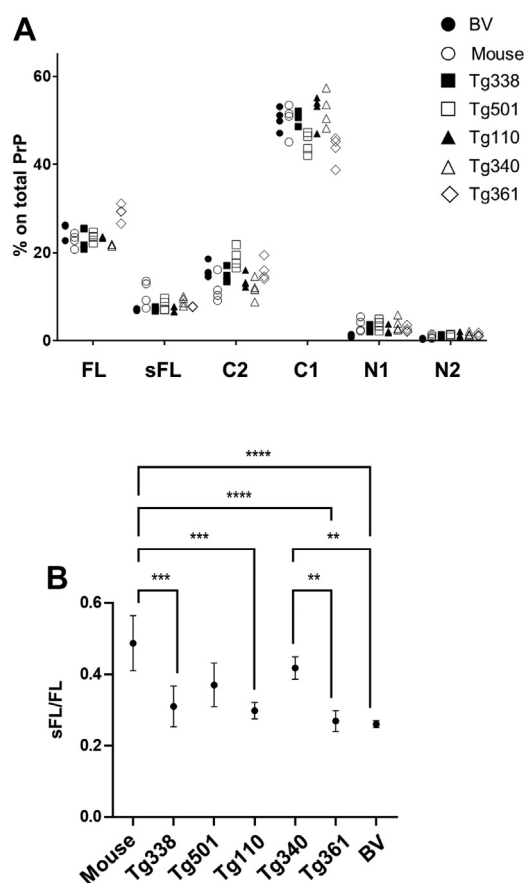 A
BV
Mouse
Tg338
Tg501
Tg110
Tg340
Tg361
% on total PrP
60
40
20
0
FL sFL C2 C1 N1 N2
****
****
*** **
B
*** **
sFL/FL
0.6
0.4
0.2
0.0
Mouse Tg338 Tg501 Tg110 Tg340 Tg361 BV